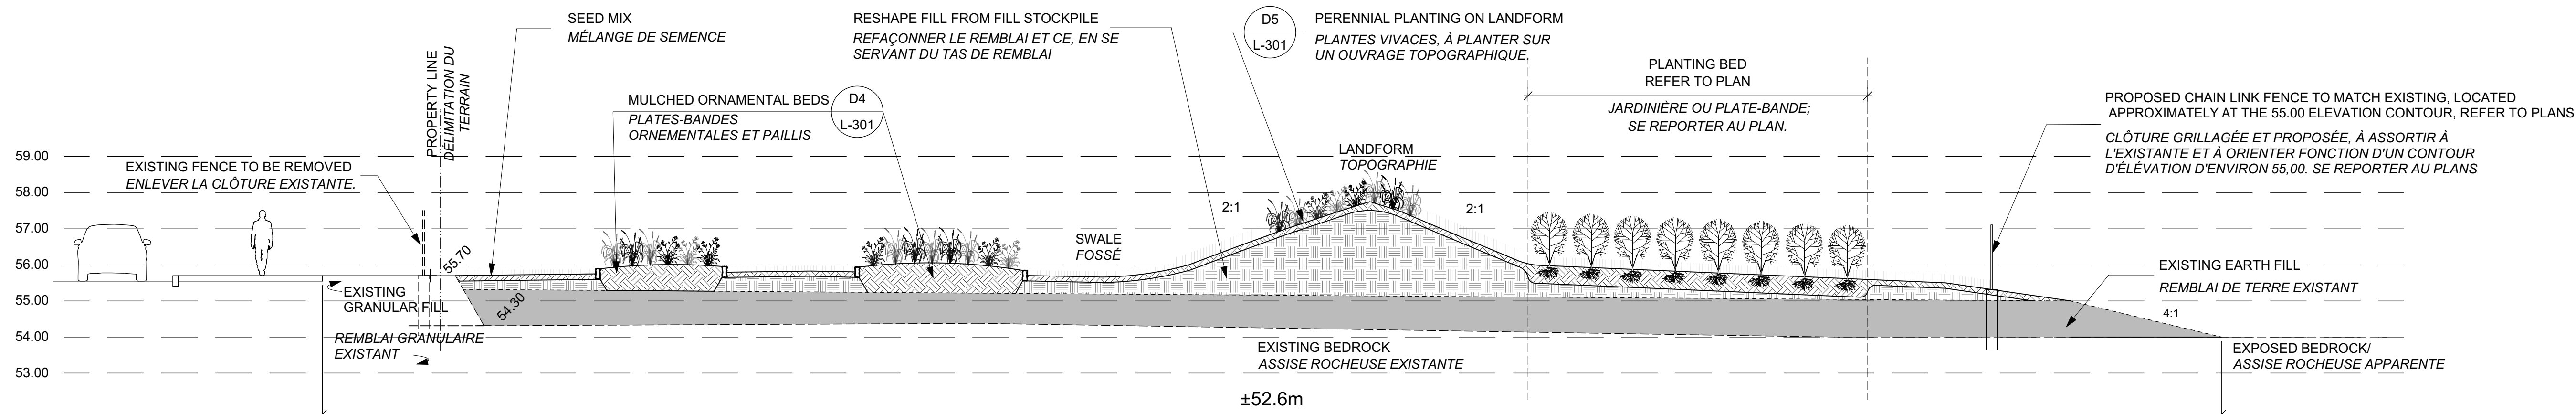 SEED MIX
MÉLANGE DE SEMENCE
RESHAPE FILL FROM FILL STOCKPILE
REFAÇONNER LE REMBLAI ET CE, EN SE
SERVANT DU TAS DE REMBLAI
D5
L-301
PERENNIAL PLANTING ON LANDFORM
PLANTES VIVACES, À PLANTER SUR
UN OUVRAGE TOPOGRAPHIQUE.
PLANTING BED
REFER TO PLAN
JARDINIÈRE OU PLATE-BANDE;
SE REPORTER AU PLAN.
PROPOSED CHAIN LINK FENCE TO MATCH EXISTING, LOCATED
APPROXIMATELY AT THE 55.00 ELEVATION CONTOUR, REFER TO PLANS
CLÔTURE GRILLAGÉE ET PROPOSÉE, À ASSORTIR À
L'EXISTANTE ET À ORIENTER FONCTION D'UN CONTOUR
D'ÉLÉVATION D'ENVIRON 55,00. SE REPORTER AU PLANS
PROPERTY LINE
DÉLIMITATION DU
TERRAIN
MULCHED ORNAMENTAL BEDS
PLATES-BANDES
ORNEMENTALES ET PAILLIS
D4
L-301
EXISTING FENCE TO BE REMOVED
ENLEVER LA CLÔTURE EXISTANTE.
LANDFORM
TOPOGRAPHIE
59.00
58.00
57.00
56.00
55.00
54.00
53.00
2:1
2:1
SWALE
FOSSÉ
55.70
54.30
EXISTING
GRANULAR FILL
REMBLAI GRANULAIRE
EXISTANT
EXISTING EARTH FILL
REMBLAI DE TERRE EXISTANT
4:1
EXISTING BEDROCK
ASSISE ROCHEUSE EXISTANTE
EXPOSED BEDROCK/
ASSISE ROCHEUSE APPARENTE
±52.6m